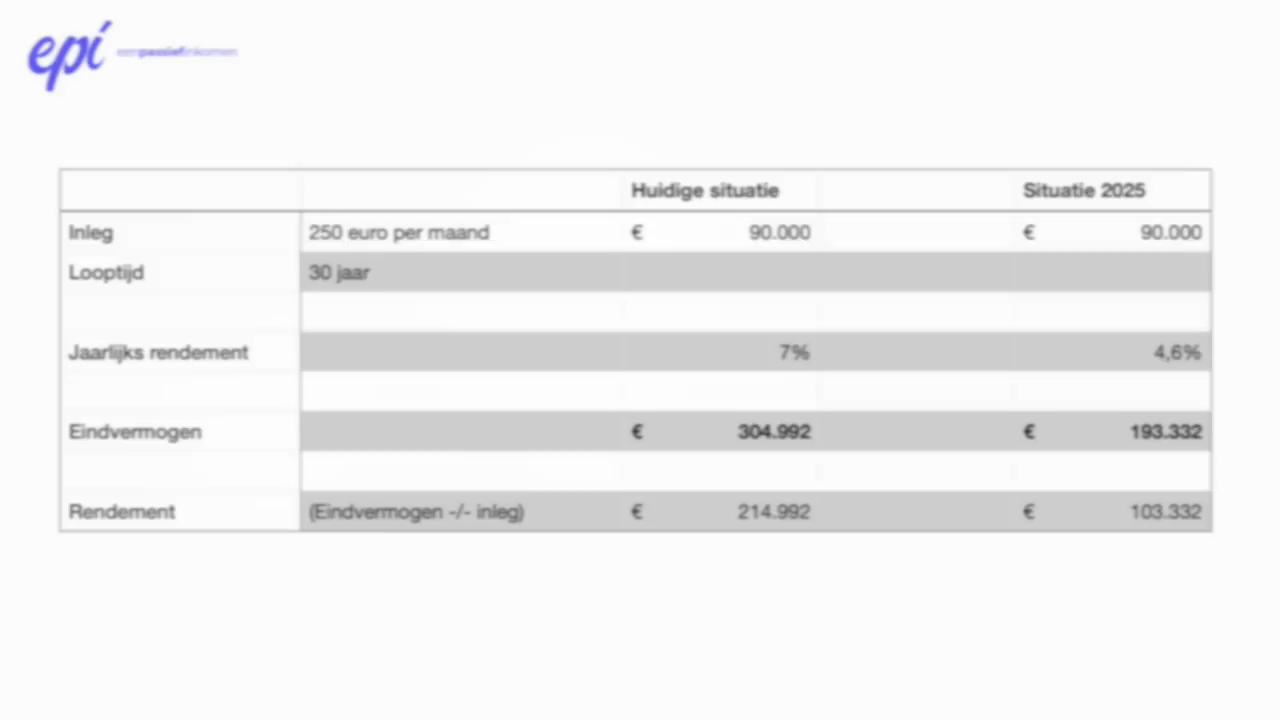 epi eenpassiefinkomen
Huidige situatie Situatie 2025
Inleg 250 euro per maand € 90.000 € 90.000
Looptijd 30 jaar
Jaarlijks rendement 7% 4,6%
Eindvermogen € 304.992 € 193.332
Rendement (Eindvermogen -/- inleg) € 214.992 € 103.332